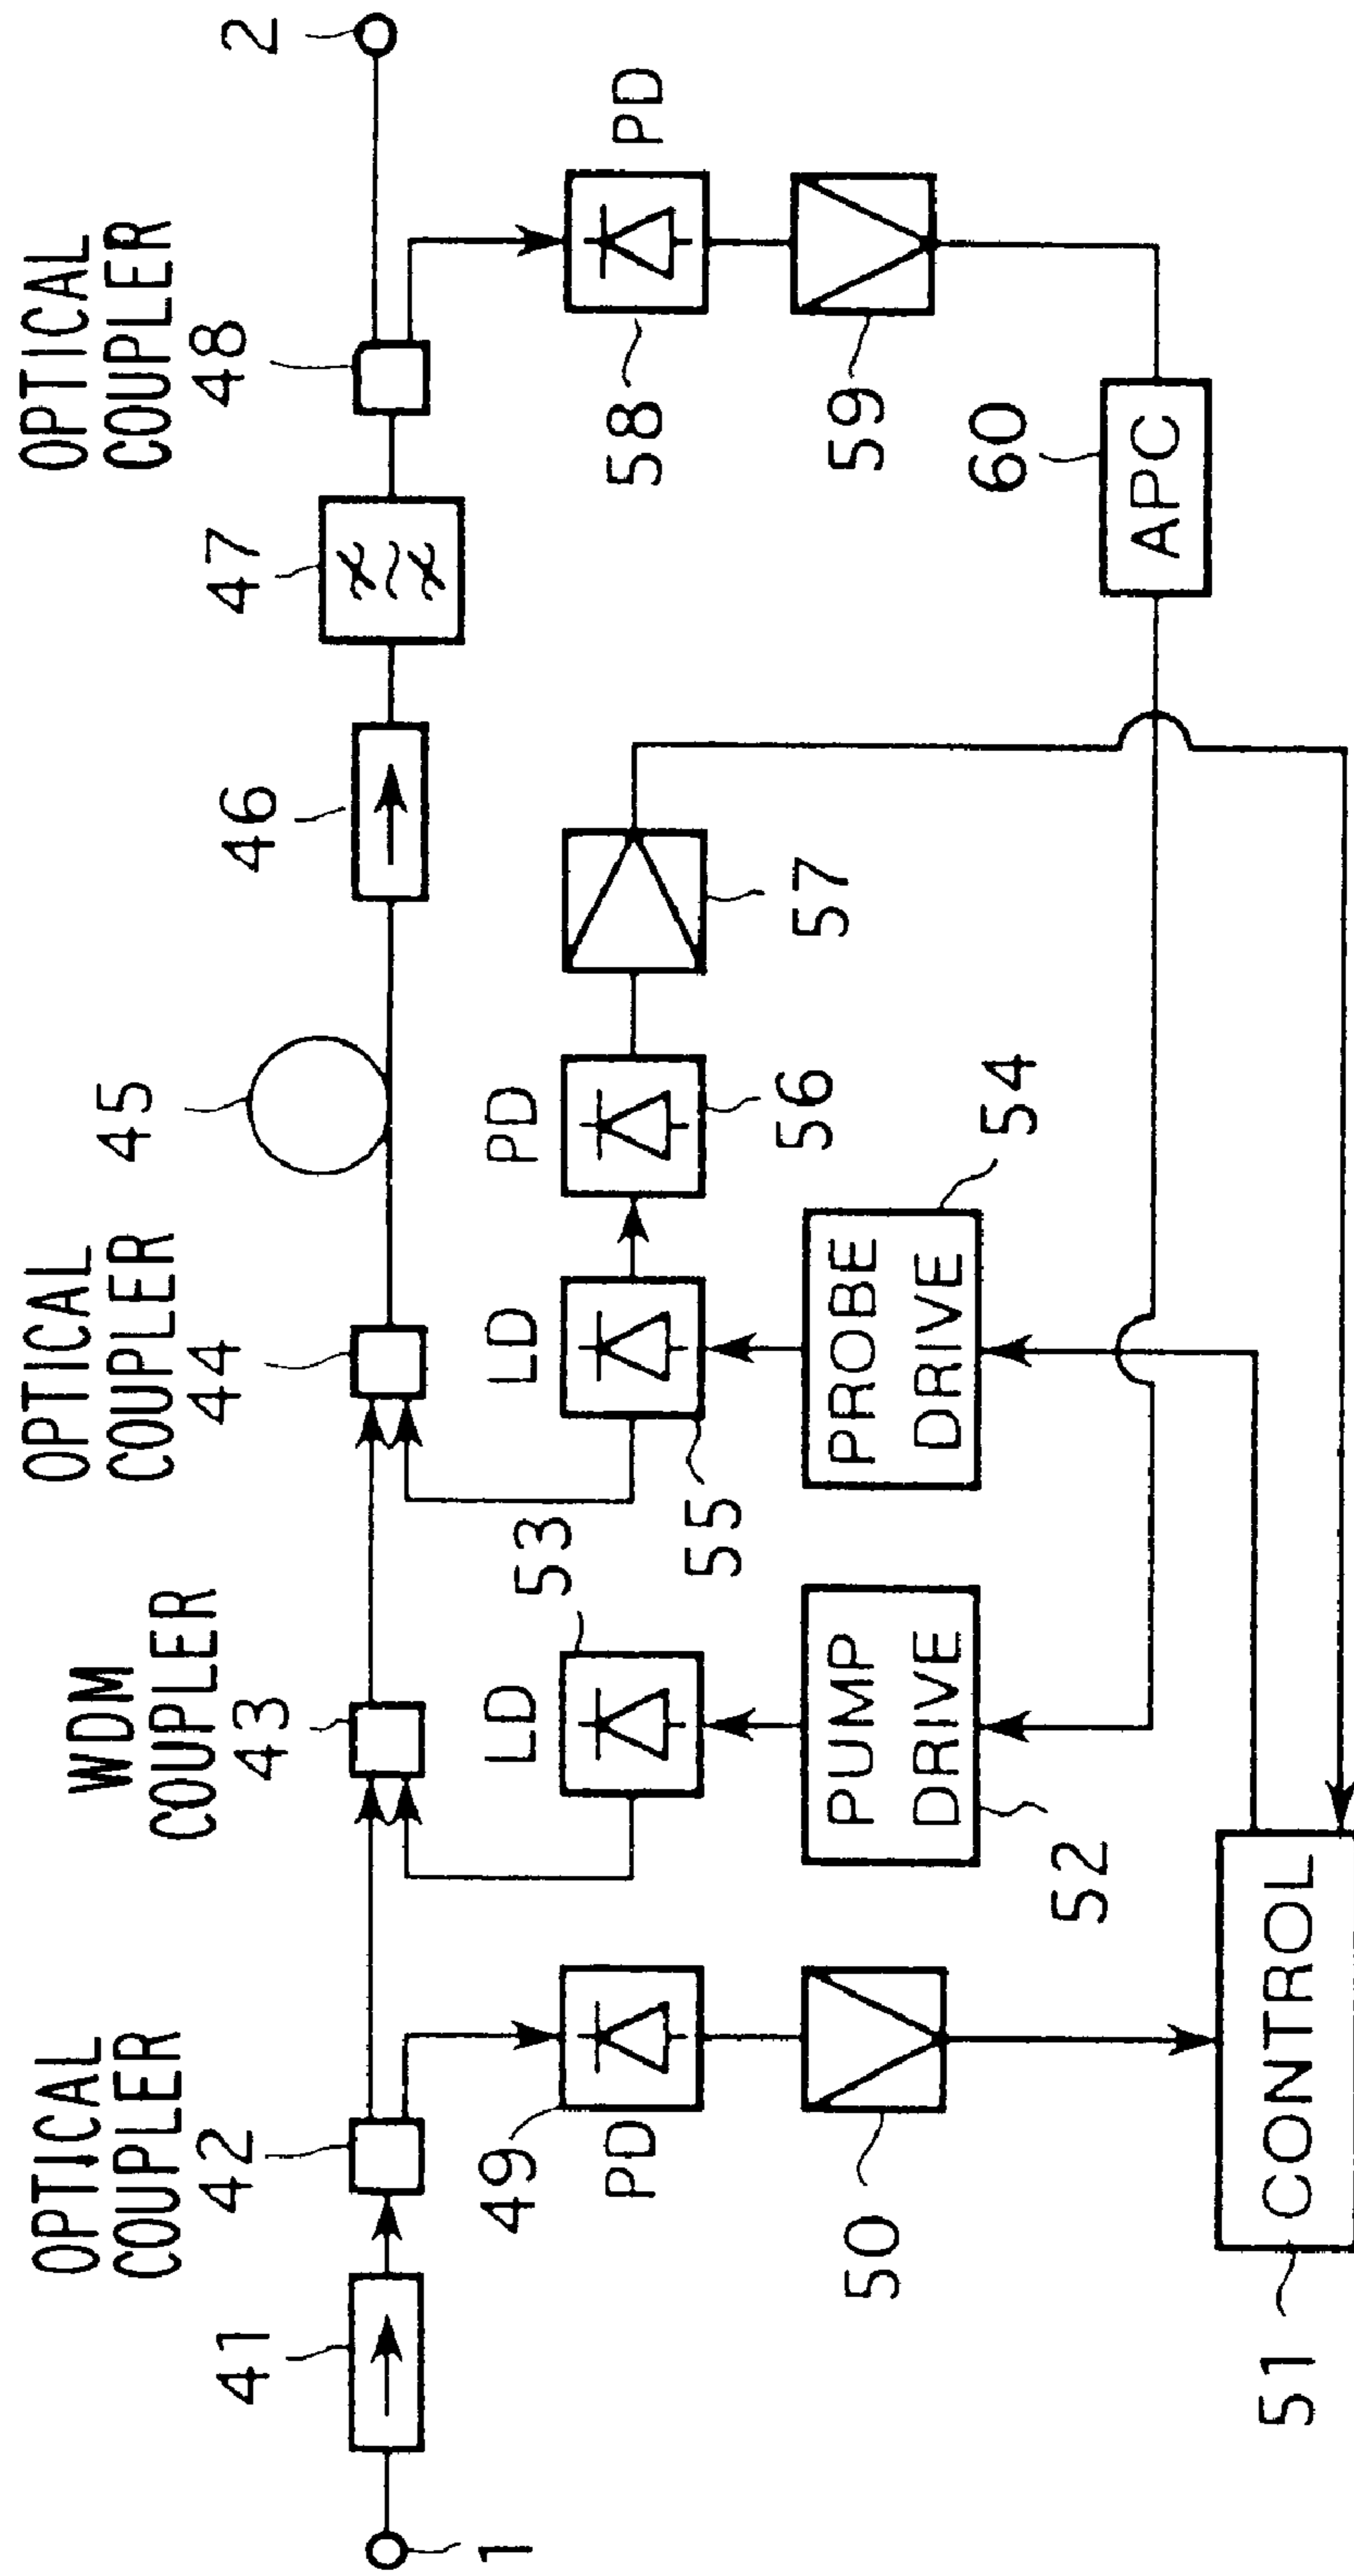 OPTICAL
COUPLER
42
WDM
COUPLER
43
OPTICAL
COUPLER
44
45
46
47
OPTICAL
COUPLER
48
2
1
41
49
PD
LD
53
LD
55
PD
56
57
58
PD
50
52
PUMP
DRIVE
PROBE
DRIVE
54
59
60
APC
51
CONTROL